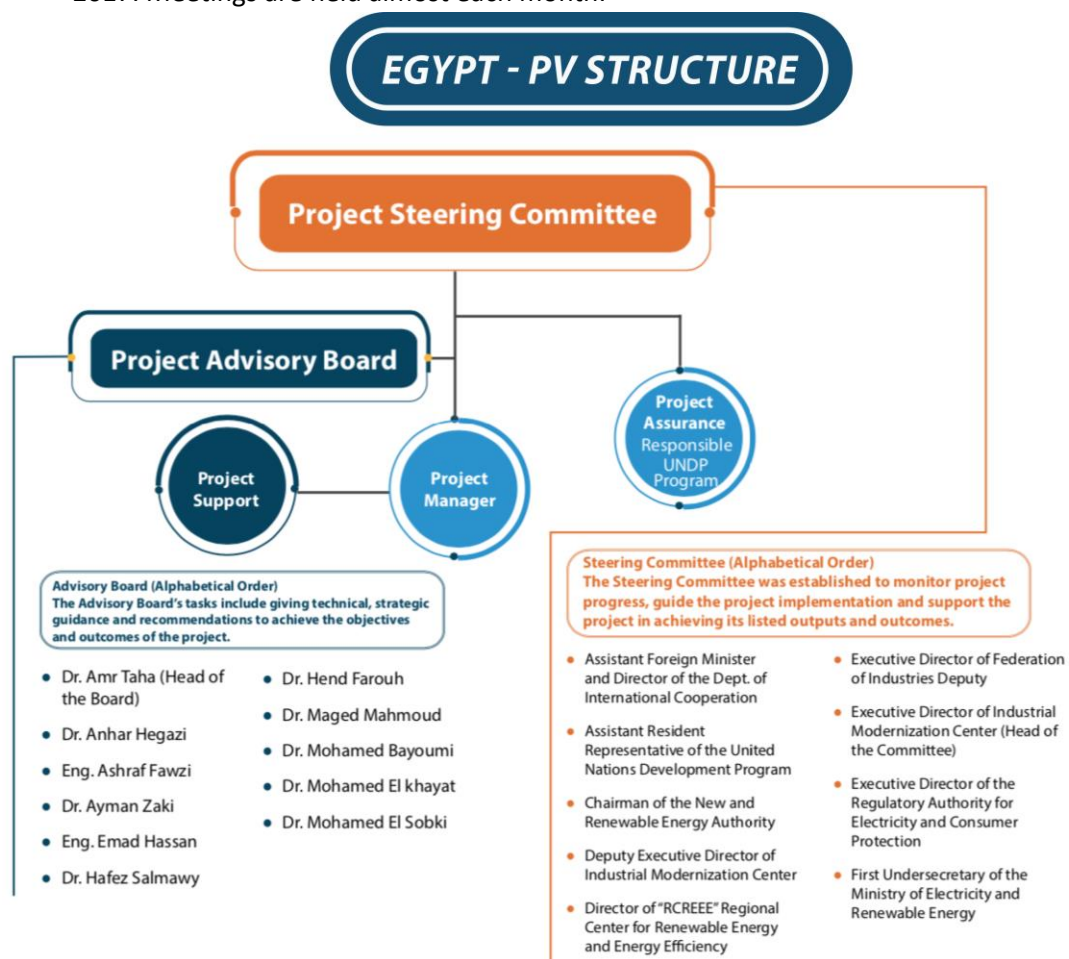 EGYPT - PV STRUCTURE
Project Steering Committee
Project Advisory Board
Project
Assurance
Responsible
UNDP
Program
Project
Support
Project
Manager
Advisory Board (Alphabetical Order)
The Advisory Board's tasks include giving technical, strategic
guidance and recommendations to achieve the objectives
and outcomes of the project.
• Dr. Amr Taha (Head of
the Board)
• Dr. Anhar Hegazi
• Eng. Ashraf Fawzi
• Dr. Ayman Zaki
• Eng. Emad Hassan
• Dr. Hafez Salmawy
• Dr. Hend Farouh
• Dr. Maged Mahmoud
• Dr. Mohamed Bayoumi
• Dr. Mohamed El khayat
• Dr. Mohamed El Sobki
Steering Committee (Alphabetical Order)
The Steering Committee was established to monitor project
progress, guide the project implementation and support the
project in achieving its listed outputs and outcomes.
• Assistant Foreign Minister
and Director of the Dept. of
International Cooperation
• Assistant Resident
Representative of the United
Nations Development Program
• Chairman of the New and
Renewable Energy Authority
• Deputy Executive Director of
Industrial Modernization Center
• Director of "RCREEE" Regional
Center for Renewable Energy
and Energy Efficiency
• Executive Director of Federation
of Industries Deputy
• Executive Director of Industrial
Modernization Center (Head of
the Committee)
• Executive Director of the
Regulatory Authority for
Electricity and Consumer
Protection
• First Undersecretary of the
Ministry of Electricity and
Renewable Energy